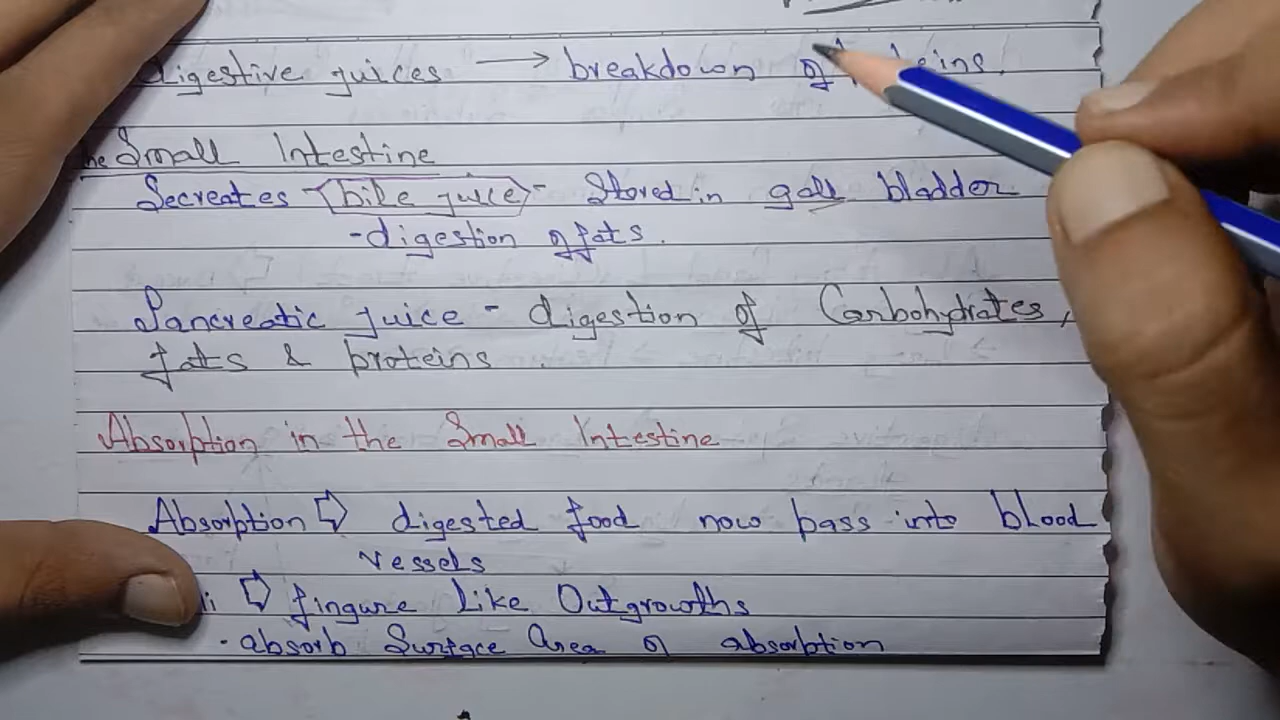 digestive juices → breakdown of
The Small Intestine
Secreates - bile juice - Stored in gall bladder
- digestion of fats.
Pancreatic juice - digestion of Carbohydrates,
fats & proteins.
Absorption in the Small Intestine
Absorption ⇨ digested food now pass into blood
vessels
⇨ fingure like Outgrowths
• absorb Surface Area of absorption